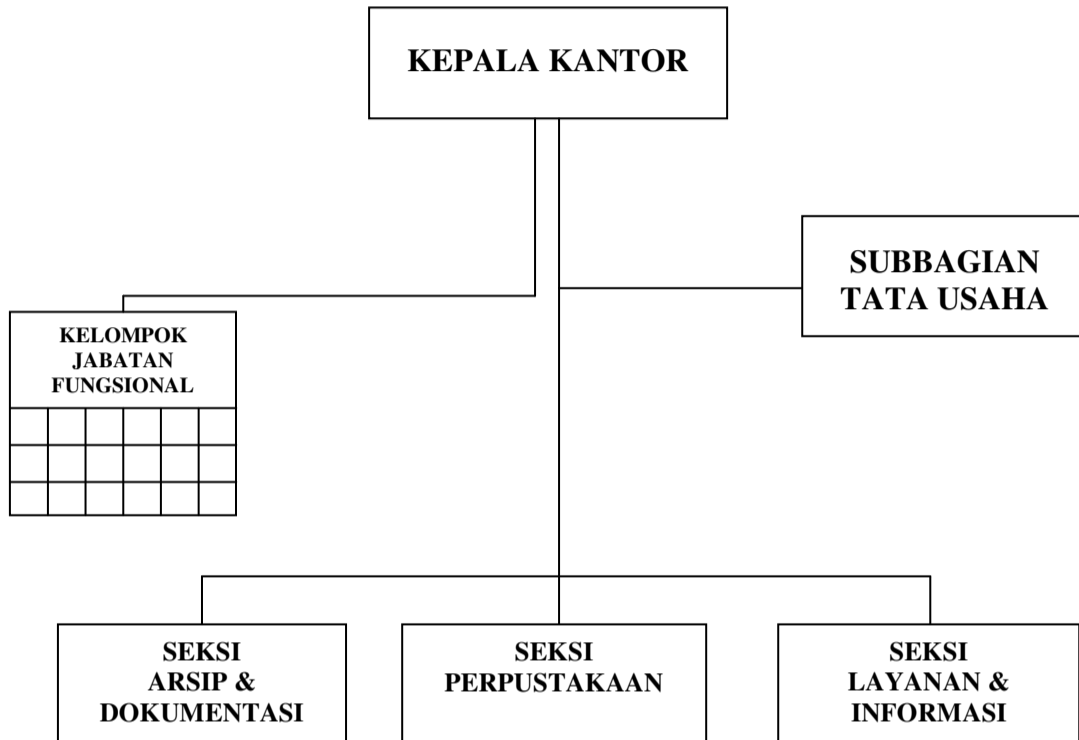 KEPALA KANTOR
SUBBAGIAN
TATA USAHA
KELOMPOK
JABATAN
FUNGSIONAL
SEKSI
ARSIP &
DOKUMENTASI
SEKSI
PERPUSTAKAAN
SEKSI
LAYANAN &
INFORMASI